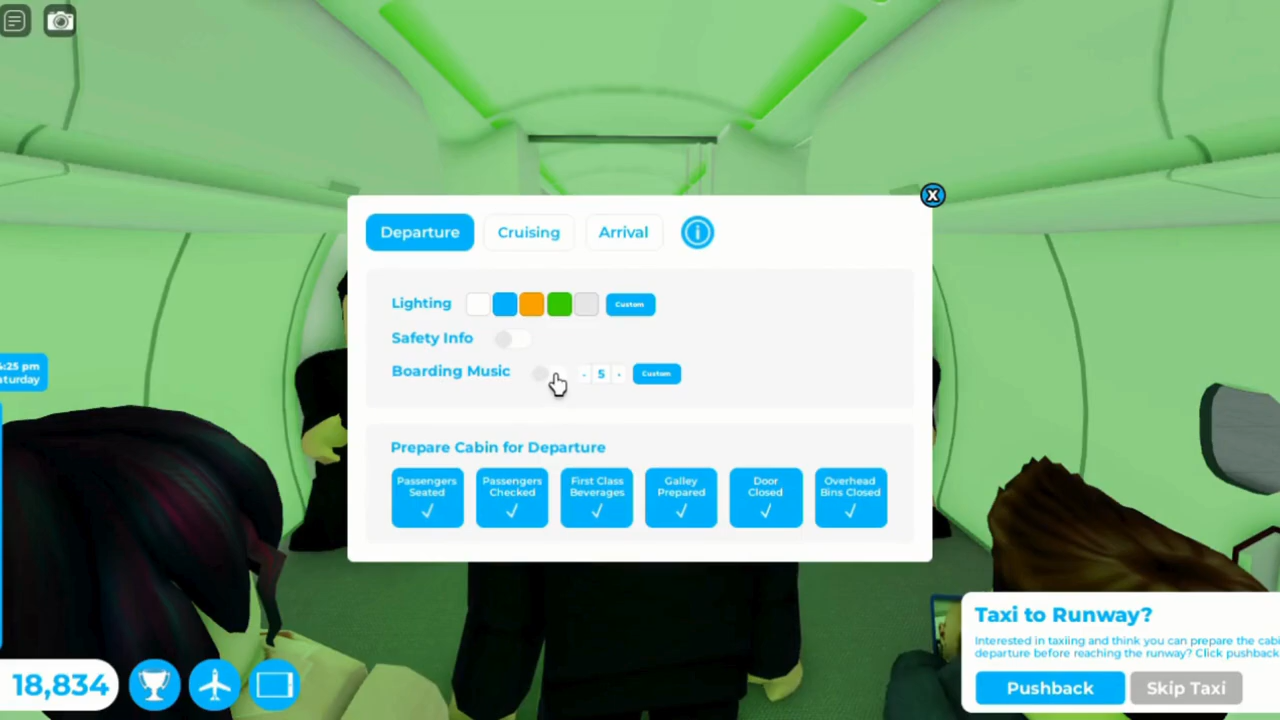 X
Departure Cruising Arrival i
Lighting Custom
Safety Info
Boarding Music - 5 Custom
Prepare Cabin for Departure
Passengers Seated
Passengers Checked
First Class Beverages
Galley Prepared
Door Closed
Overhead Bins Closed
:25 pm
Taxi to Runway?
Interested in taxiing and think you can prepare the
departure before reaching the runway? Click pushback
Pushback Skip Taxi
18,834